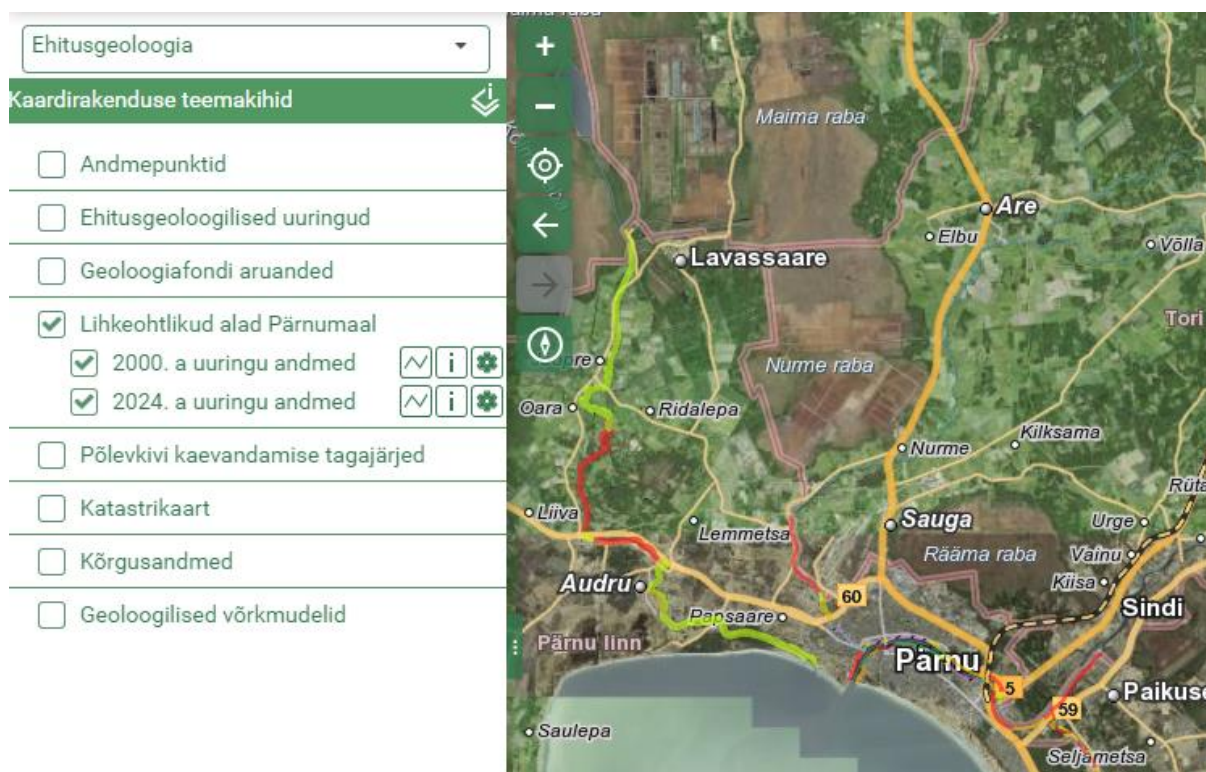 Ehitusgeoloogia
Kaardirakenduse teemakihid
Andmepunktid
Ehitusgeoloogilised uuringud
Geoloogiafondi aruanded
Lihkeohtlikud alad Pärnumaal
2000. a uuringu andmed
2024. a uuringu andmed
Põlevkivi kaevandamise tagajärjed
Katastrikaart
Kõrgusandmed
Geoloogilised võrkmudelid
Maima raba
Are
Elbu
Võlla
Lavassaare
Tori
Nurme raba
Oara
Ridalepa
Kilksama
Nurme
Liiva
Lemmetsa
Sauga
Urge
Rääma raba
Vainu
Kiisa
Audru
60
Sindi
Papsaare
Pärnu linn
Pärnu
5
59
Paikuse
Saulepa
Seljametsa